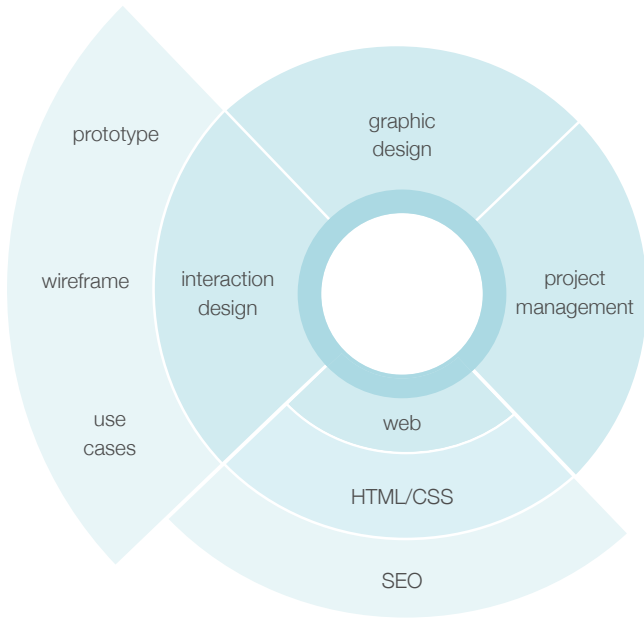 graphic
design
prototype
wireframe
use
cases
interaction
design
project
management
web
HTML/CSS
SEO